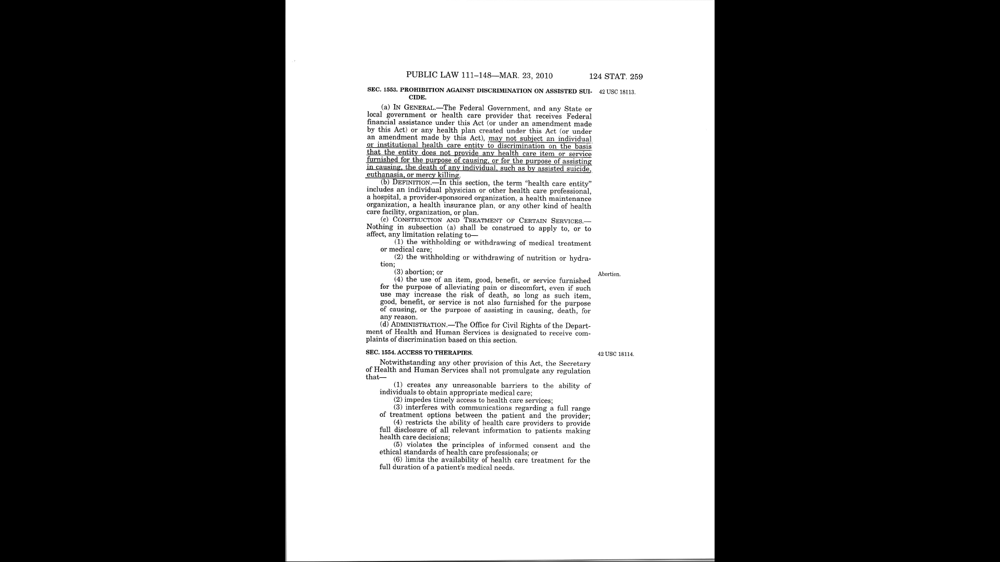 PUBLIC LAW 111–148—MAR. 23, 2010 124 STAT. 259
SEC. 1553. PROHIBITION AGAINST DISCRIMINATION ON ASSISTED SUI- 42 USC 18113.
CIDE.
(a) IN GENERAL.—The Federal Government, and any State or
local government or health care provider that receives Federal
financial assistance under this Act (or under an amendment made
by this Act) or any health plan created under this Act (or under
an amendment made by this Act), may not subject an individual
or institutional health care entity to discrimination on the basis
that the entity does not provide any health care item or service
furnished for the purpose of causing, or for the purpose of assisting
in causing, the death of any individual, such as by assisted suicide,
euthanasia, or mercy killing.
(b) DEFINITION.—In this section, the term “health care entity”
includes an individual physician or other health care professional,
a hospital, a provider-sponsored organization, a health maintenance
organization, a health insurance plan, or any other kind of health
care facility, organization, or plan.
(c) CONSTRUCTION AND TREATMENT OF CERTAIN SERVICES.—
Nothing in subsection (a) shall be construed to apply to, or to
affect, any limitation relating to—
(1) the withholding or withdrawing of medical treatment
or medical care;
(2) the withholding or withdrawing of nutrition or hydra-
tion;
(3) abortion; or Abortion.
(4) the use of an item, good, benefit, or service furnished
for the purpose of alleviating pain or discomfort, even if such
use may increase the risk of death, so long as such item,
good, benefit, or service is not also furnished for the purpose
of causing, or the purpose of assisting in causing, death, for
any reason.
(d) ADMINISTRATION.—The Office for Civil Rights of the Depart-
ment of Health and Human Services is designated to receive com-
plaints of discrimination based on this section.
SEC. 1554. ACCESS TO THERAPIES. 42 USC 18114.
Notwithstanding any other provision of this Act, the Secretary
of Health and Human Services shall not promulgate any regulation
that—
(1) creates any unreasonable barriers to the ability of
individuals to obtain appropriate medical care;
(2) impedes timely access to health care services;
(3) interferes with communications regarding a full range
of treatment options between the patient and the provider;
(4) restricts the ability of health care providers to provide
full disclosure of all relevant information to patients making
health care decisions;
(5) violates the principles of informed consent and the
ethical standards of health care professionals; or
(6) limits the availability of health care treatment for the
full duration of a patient’s medical needs.